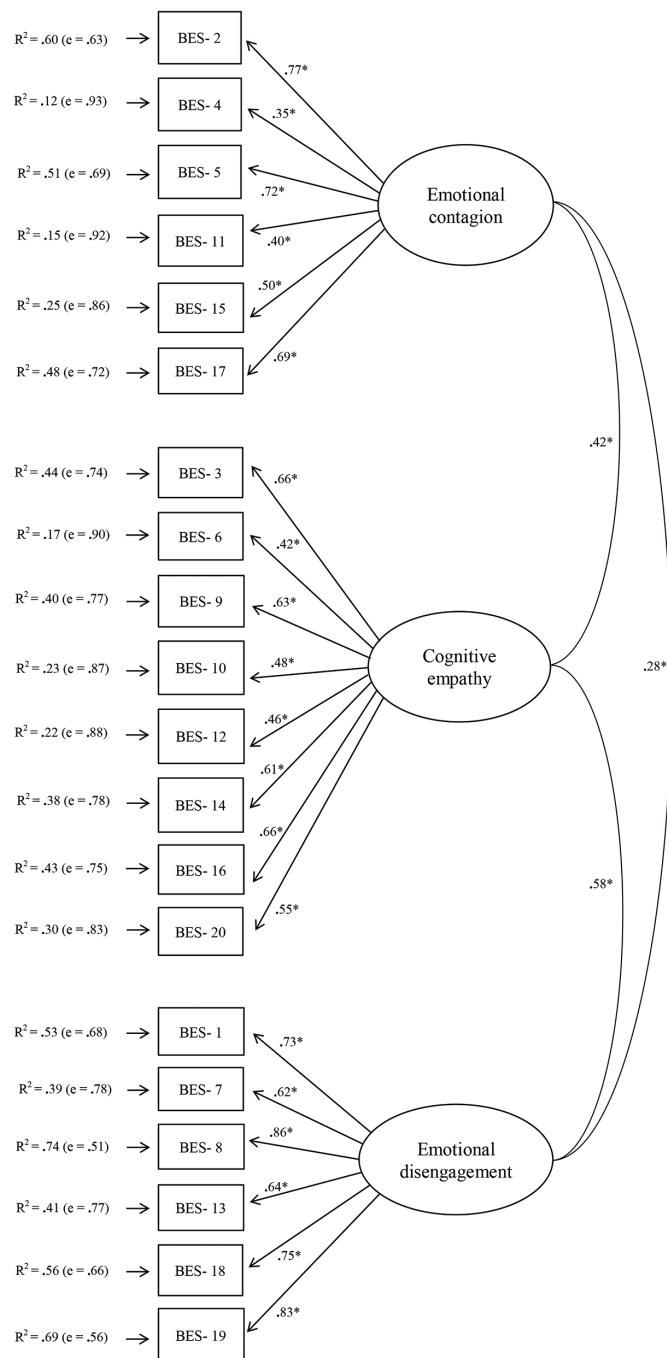 R² = .60 (e = .63)
BES- 2
.77*
R² = .12 (e = .93)
BES- 4
.35*
R² = .51 (e = .69)
BES- 5
.72*
Emotional
contagion
R² = .15 (e = .92)
BES- 11
.40*
R² = .25 (e = .86)
BES- 15
.50*
R² = .48 (e = .72)
BES- 17
.69*
.42*
R² = .44 (e = .74)
BES- 3
.66*
R² = .17 (e = .90)
BES- 6
.42*
R² = .40 (e = .77)
BES- 9
.63*
R² = .23 (e = .87)
BES- 10
.48*
Cognitive
empathy
.28*
R² = .22 (e = .88)
BES- 12
.46*
R² = .38 (e = .78)
BES- 14
.61*
R² = .43 (e = .75)
BES- 16
.66*
R² = .30 (e = .83)
BES- 20
.55*
.58*
R² = .53 (e = .68)
BES- 1
.73*
R² = .39 (e = .78)
BES- 7
.62*
R² = .74 (e = .51)
BES- 8
.86*
Emotional
disengagement
R² = .41 (e = .77)
BES- 13
.64*
R² = .56 (e = .66)
BES- 18
.75*
R² = .69 (e = .56)
BES- 19
.83*